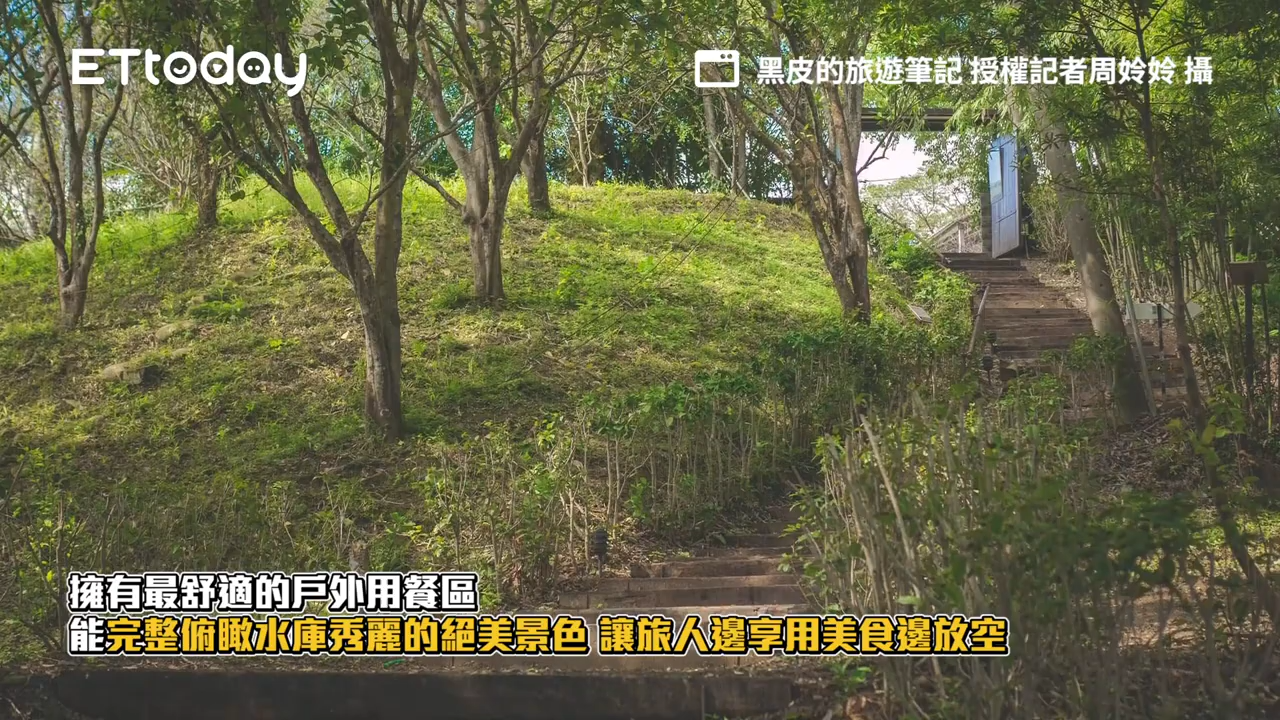 ETtoday
黑皮的旅遊筆記 授權記者周姈姈 攝
擁有最舒適的戶外用餐區
能完整俯瞰水庫秀麗的絕美景色 讓旅人邊享用美食邊放空